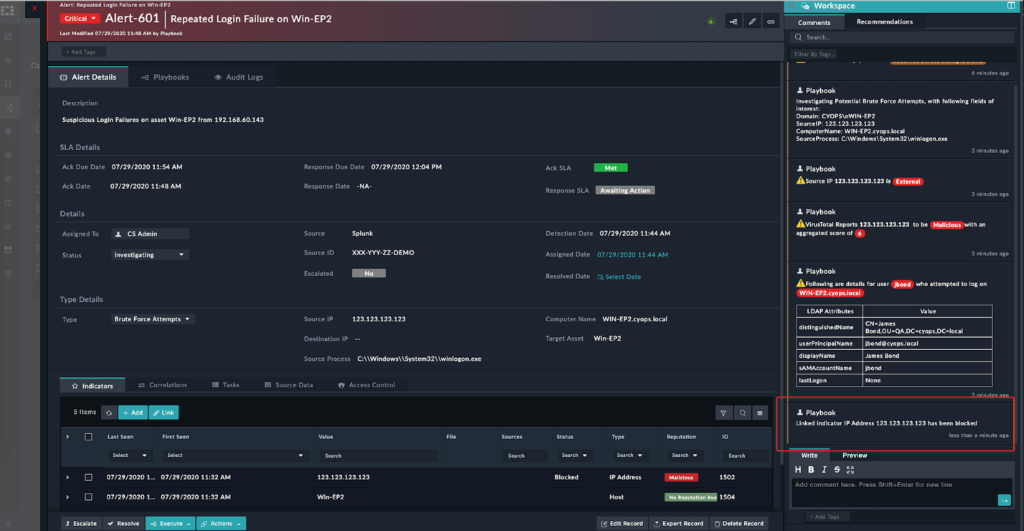 Alert: Repeated Login Failure on Win-EP2
Critical
Alert-601
Repeated Login Failure on Win-EP2
Last Modified 07/29/2020 11:48 AM by Playbook
+ Add Tags
Alert Details
Playbooks
Audit Logs
Description
Suspicious Login Failures on asset Win-EP2 from 192.168.60.143
SLA Details
Ack Due Date 07/29/2020 11:54 AM
Response Due Date 07/29/2020 12:04 PM
Ack SLA Met
Ack Date 07/29/2020 11:48 AM
Response Date -NA-
Response SLA Awaiting Action
Details
Assigned To CS Admin
Source Splunk
Detection Date 07/29/2020 11:44 AM
Status Investigating
Source ID XXX-YYY-ZZ-DEMO
Assigned Date 07/29/2020 11:44 AM
Escalated No
Resolved Date Select Date
Type Details
Type Brute Force Attempts
Source IP 123.123.123.123
Computer Name WIN-EP2.cyops.local
Destination IP --
Target Asset Win-EP2
Source Process C:\\Windows\\System32\\winlogon.exe
Indicators
Correlations
Tasks
Source Data
Access Control
5 Items
+ Add
Link
Last Seen First Seen Value File Sources Status Type Reputation ID
Select Select Search Search Search Search Search Search
07/29/2020 1... 07/29/2020 11:32 AM 123.123.123.123 Blocked IP Address Malicious 1502
07/29/2020 1... 07/29/2020 11:32 AM Win-EP2 Host No Reputation Ava 1504
Escalate
Resolve
Execute
Actions
Edit Record
Export Record
Delete Record
Workspace
Comments
Recommendations
Search...
Filter By Tags ..
6 minutes ago
Playbook
Investigating Potential Brute Force Attempts, with following fields of
interest:
Domain: CYOPS\nWIN-EP2
SourceIP: 123.123.123.123
ComputerName: WIN-EP2.cyops.local
SourceProcess: C:\Windows\System32\winlogon.exe
3 minutes ago
Playbook
Source IP 123.123.123.123 is External
3 minutes ago
Playbook
VirusTotal Reports 123.123.123.123 to be Malicious with an
aggregated score of 6
3 minutes ago
Playbook
Following are details for user jbond who attempted to log on
WIN-EP2.cyops.local
LDAP Attributes Value
distinguishedName CN=James
Bond,OU=QA,DC=cyops,DC=local
userPrincipalName jbond@cyops.local
displayName James Bond
sAMAccountName jbond
lastLogon None
3 minutes ago
Playbook
Linked Indicator IP Address 123.123.123.123 has been blocked
less than a minute ago
Write
Preview
H B I S
Add comment here. Press Shift+Enter for new line.
+ Add Tags